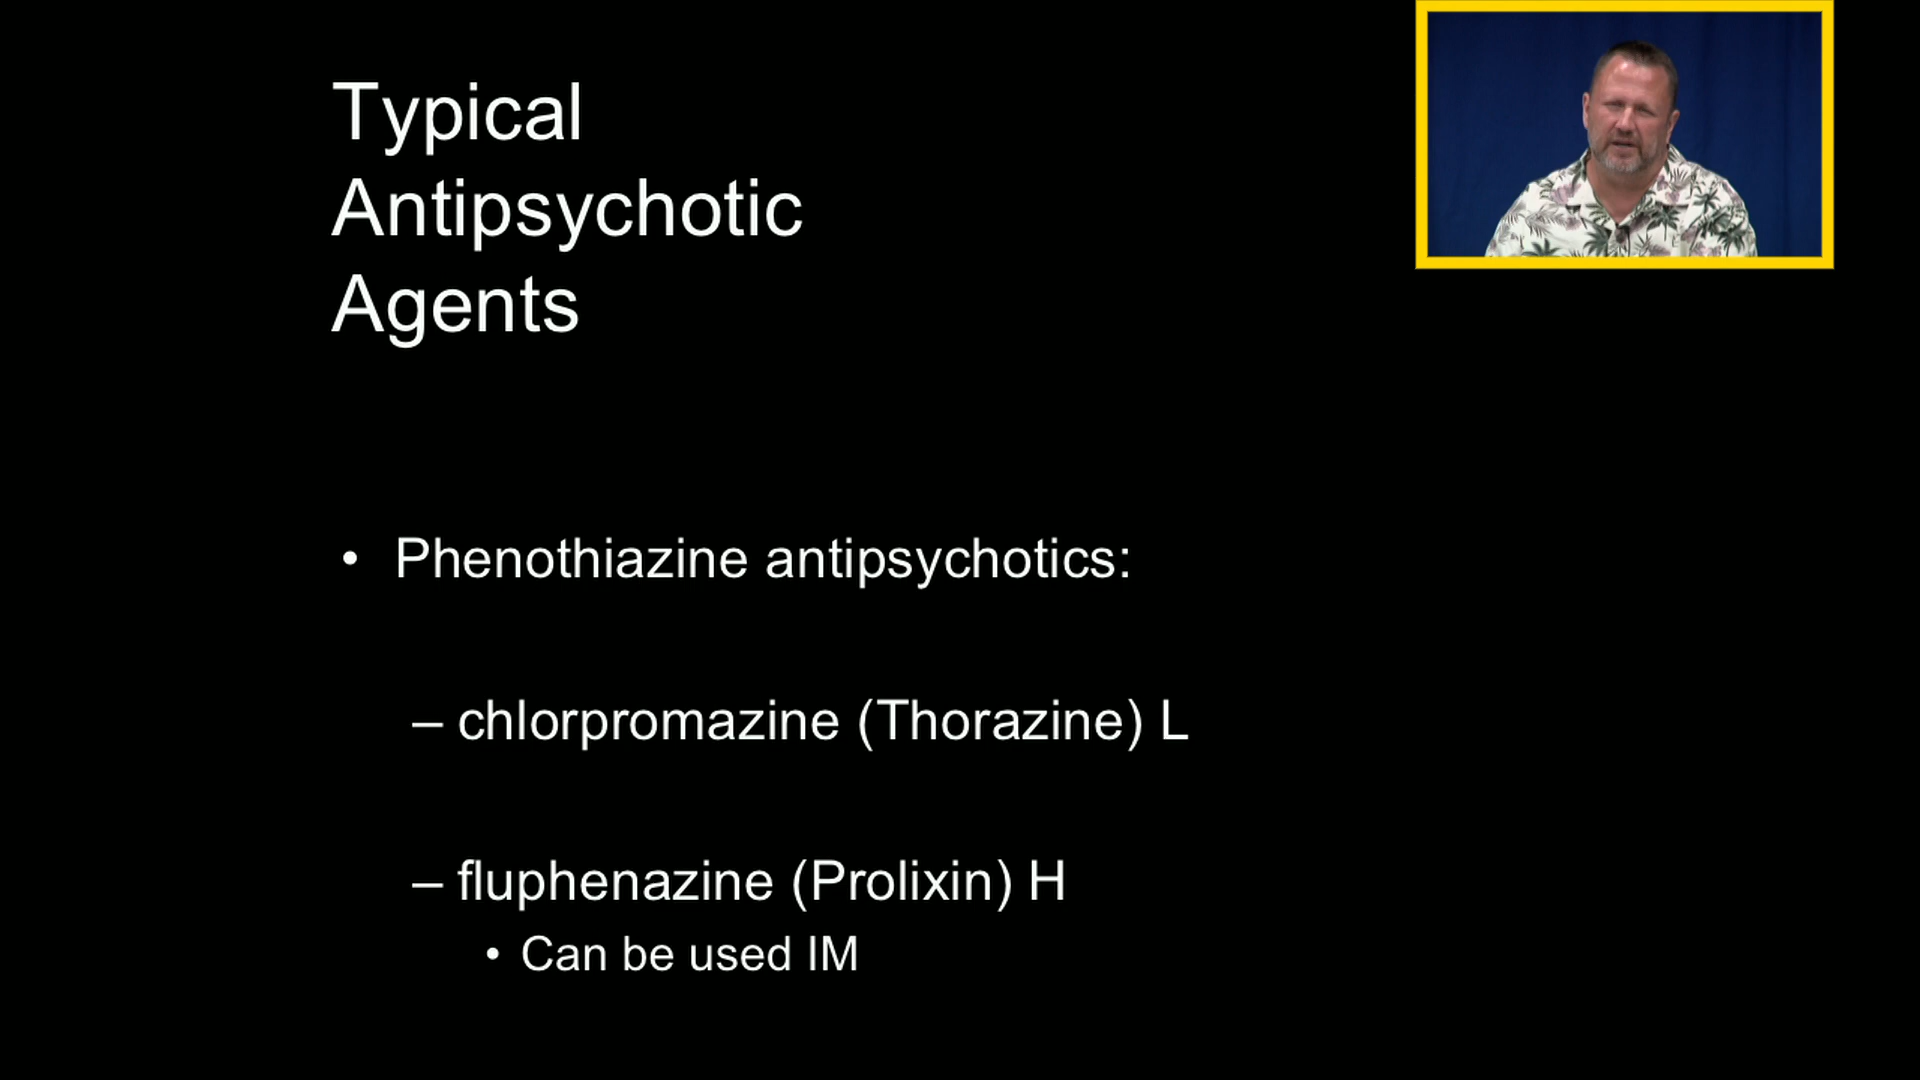 Typical
Antipsychotic
Agents
• Phenothiazine antipsychotics:
– chlorpromazine (Thorazine) L
– fluphenazine (Prolixin) H
• Can be used IM